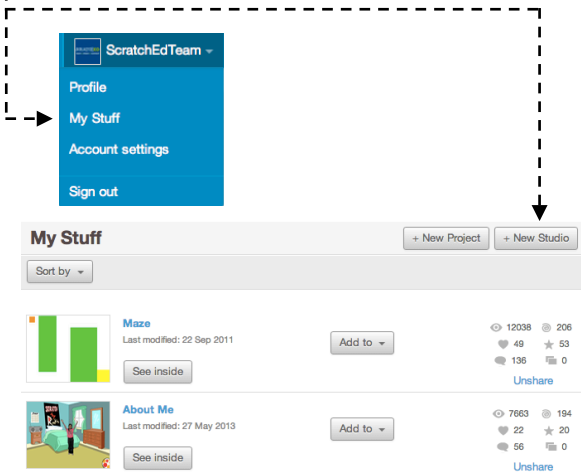 ScratchEdTeam
Profile
My Stuff
Account settings
Sign out
My Stuff + New Project + New Studio
Sort by
Maze
Last modified: 22 Sep 2011
See inside
Add to
12038 206
49 53
136 0
Unshare
About Me
Last modified: 27 May 2013
See inside
Add to
7663 194
22 20
56 0
Unshare